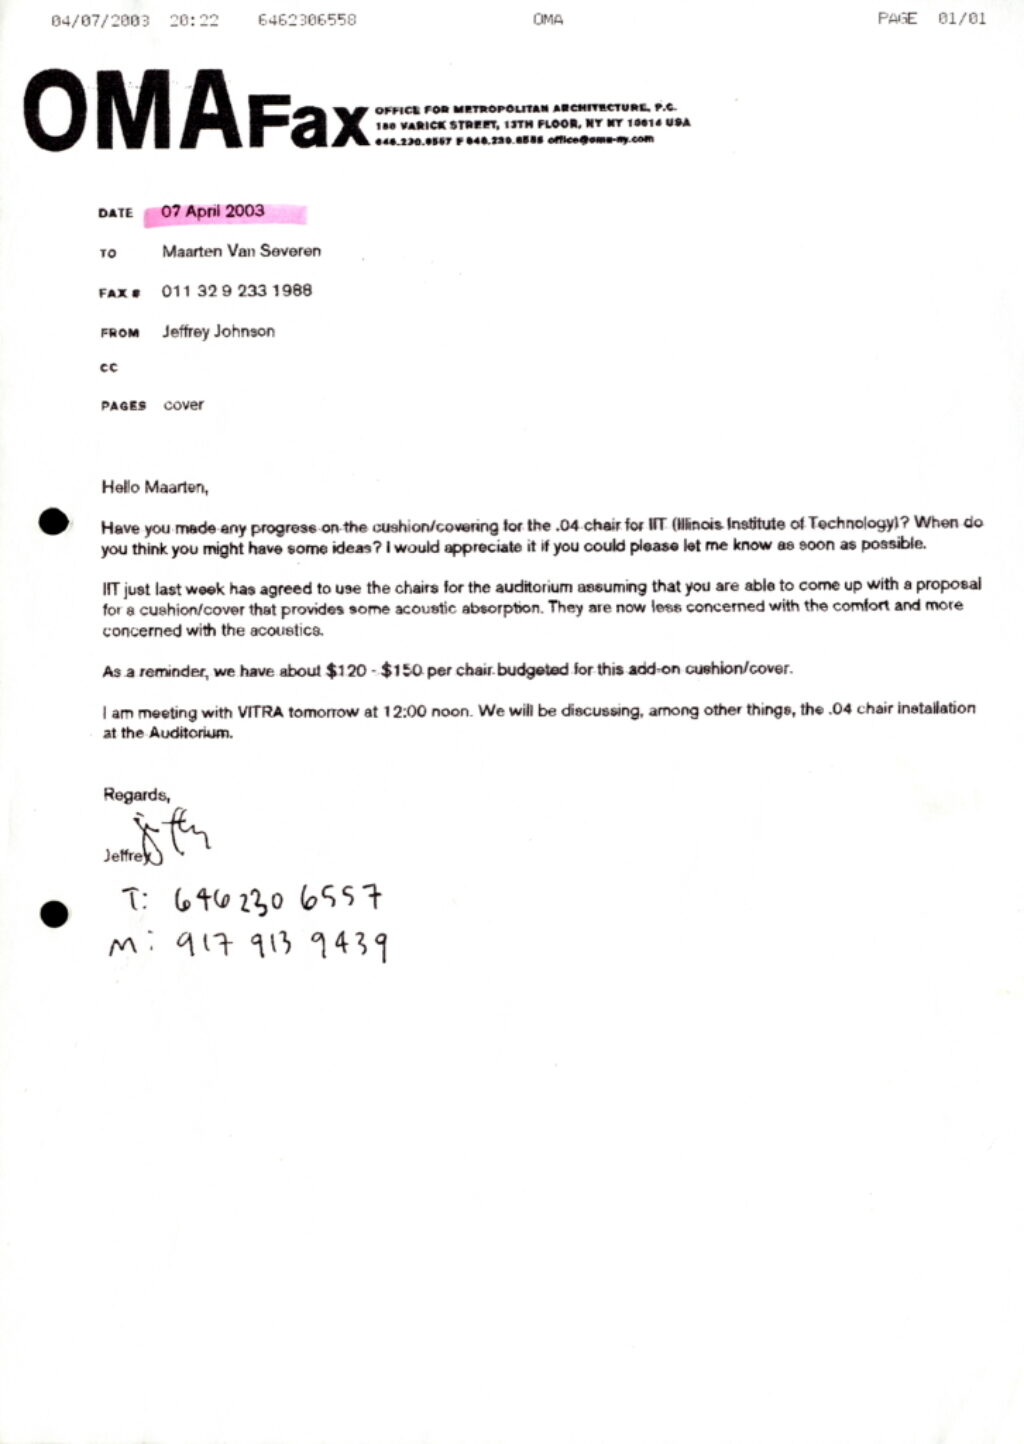 04/07/2003 20:22 6462306558 OMA PAGE 01/01
OMAFax
OFFICE FOR METROPOLITAN ARCHITECTURE, P.C.
180 VARICK STREET, 13TH FLOOR, NY NY 10014 USA
646.230.6557 F 646.230.6558 office@oma-ny.com
DATE 07 April 2003
TO Maarten Van Severen
FAX # 011 32 9 233 1988
FROM Jeffrey Johnson
CC
PAGES cover
Hello Maarten,
Have you made any progress on the cushion/covering for the .04 chair for IIT (Illinois Institute of Technology)? When do
you think you might have some ideas? I would appreciate it if you could please let me know as soon as possible.
IIT just last week has agreed to use the chairs for the auditorium assuming that you are able to come up with a proposal
for a cushion/cover that provides some acoustic absorption. They are now less concerned with the comfort and more
concerned with the acoustics.
As a reminder, we have about $120 - $150 per chair budgeted for this add-on cushion/cover.
I am meeting with VITRA tomorrow at 12:00 noon. We will be discussing, among other things, the .04 chair installation
at the Auditorium.
Regards,
Jeffrey
T: 646 230 6557
M: 917 913 9439